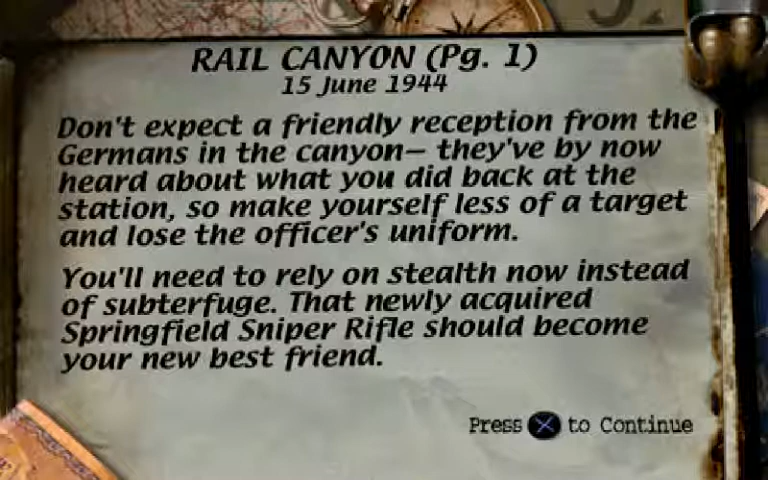 RAIL CANYON (Pg. 1)
15 June 1944
Don't expect a friendly reception from the
Germans in the canyon— they've by now
heard about what you did back at the
station, so make yourself less of a target
and lose the officer's uniform.
You'll need to rely on stealth now instead
of subterfuge. That newly acquired
Springfield Sniper Rifle should become
your new best friend.
Press X to Continue